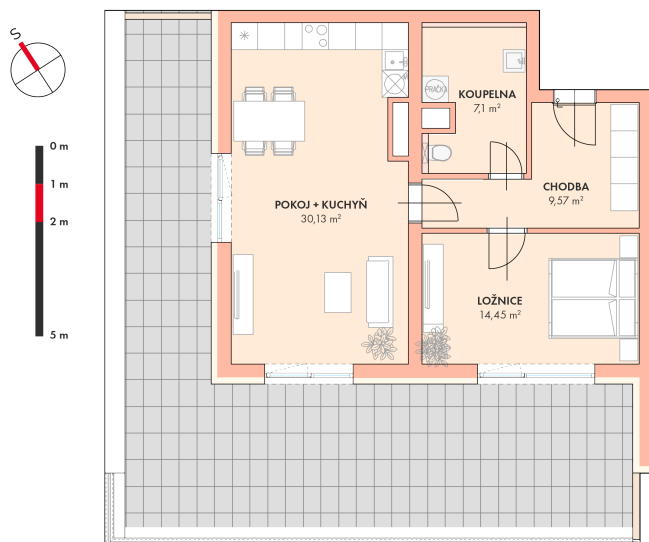 S
0 m
1 m
2 m
5 m
PRAČKA
KOUPELNA
7,1 m²
CHODBA
9,57 m²
POKOJ + KUCHYŇ
30,13 m²
LOŽNICE
14,45 m²